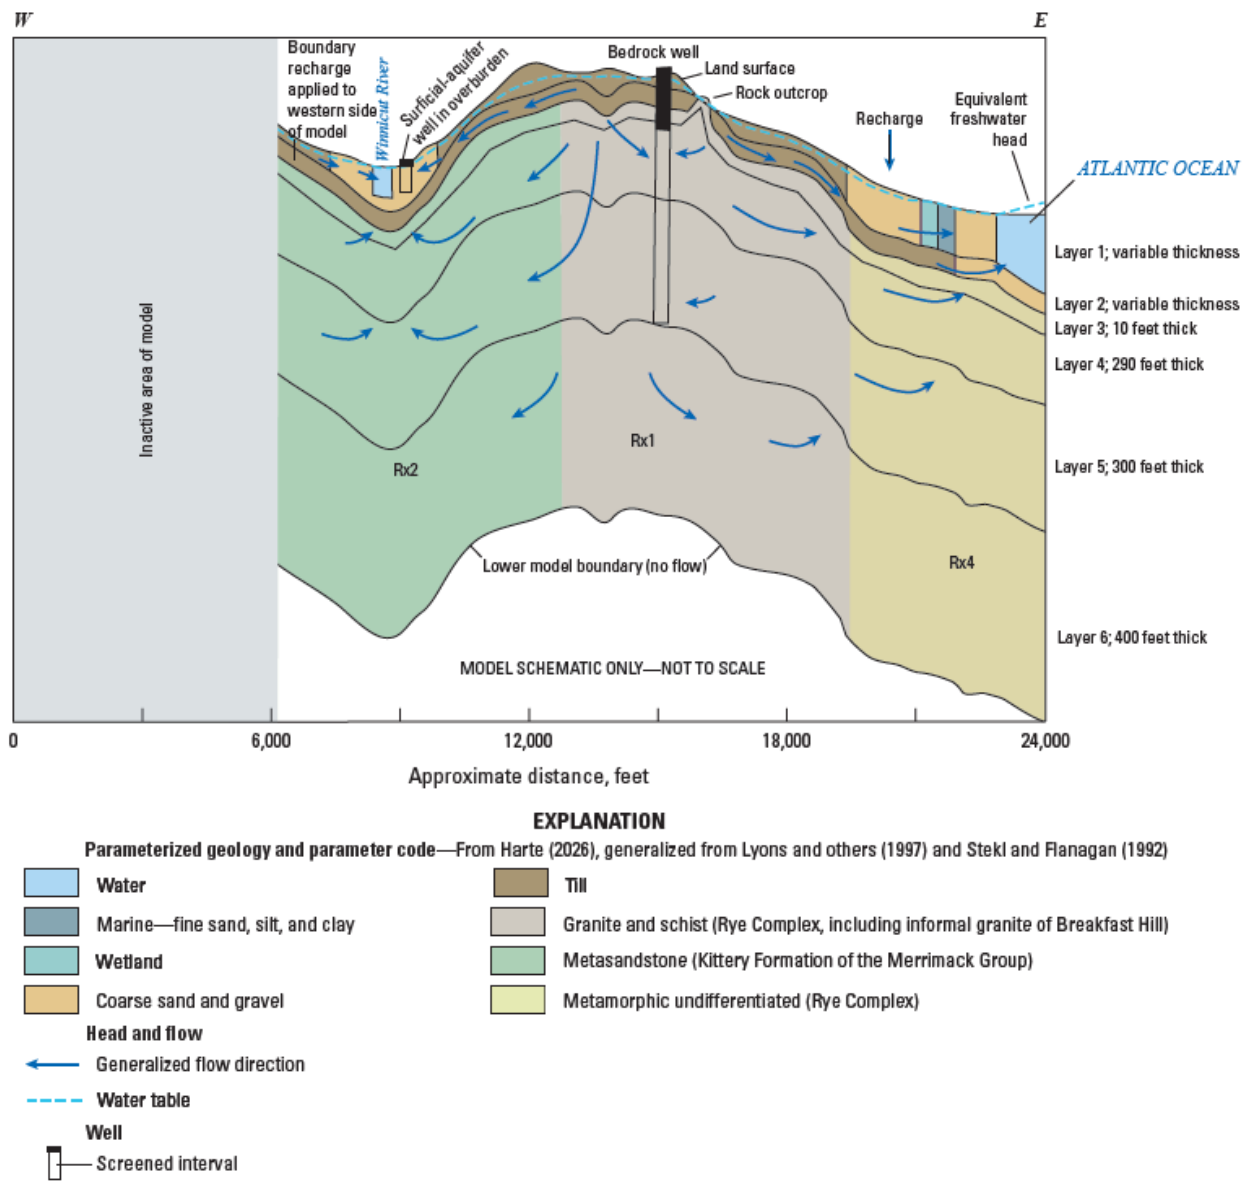 W
E
Boundary
recharge
applied to
western side
of model
Winnicut River
Surficial-aquifer
well in overburden
Bedrock well
Land surface
Rock outcrop
Recharge
Equivalent
freshwater
head
ATLANTIC OCEAN
Layer 1; variable thickness
Layer 2; variable thickness
Layer 3; 10 feet thick
Layer 4; 290 feet thick
Layer 5; 300 feet thick
Layer 6; 400 feet thick
Inactive area of model
Rx2
Rx1
Rx4
Lower model boundary (no flow)
MODEL SCHEMATIC ONLY—NOT TO SCALE
0
6,000
12,000
18,000
24,000
Approximate distance, feet
EXPLANATION
Parameterized geology and parameter code—From Harte (2026), generalized from Lyons and others (1997) and Stekl and Flanagan (1992)
Water
Marine—fine sand, silt, and clay
Wetland
Coarse sand and gravel
Till
Granite and schist (Rye Complex, including informal granite of Breakfast Hill)
Metasandstone (Kittery Formation of the Merrimack Group)
Metamorphic undifferentiated (Rye Complex)
Head and flow
Generalized flow direction
Water table
Well
Screened interval